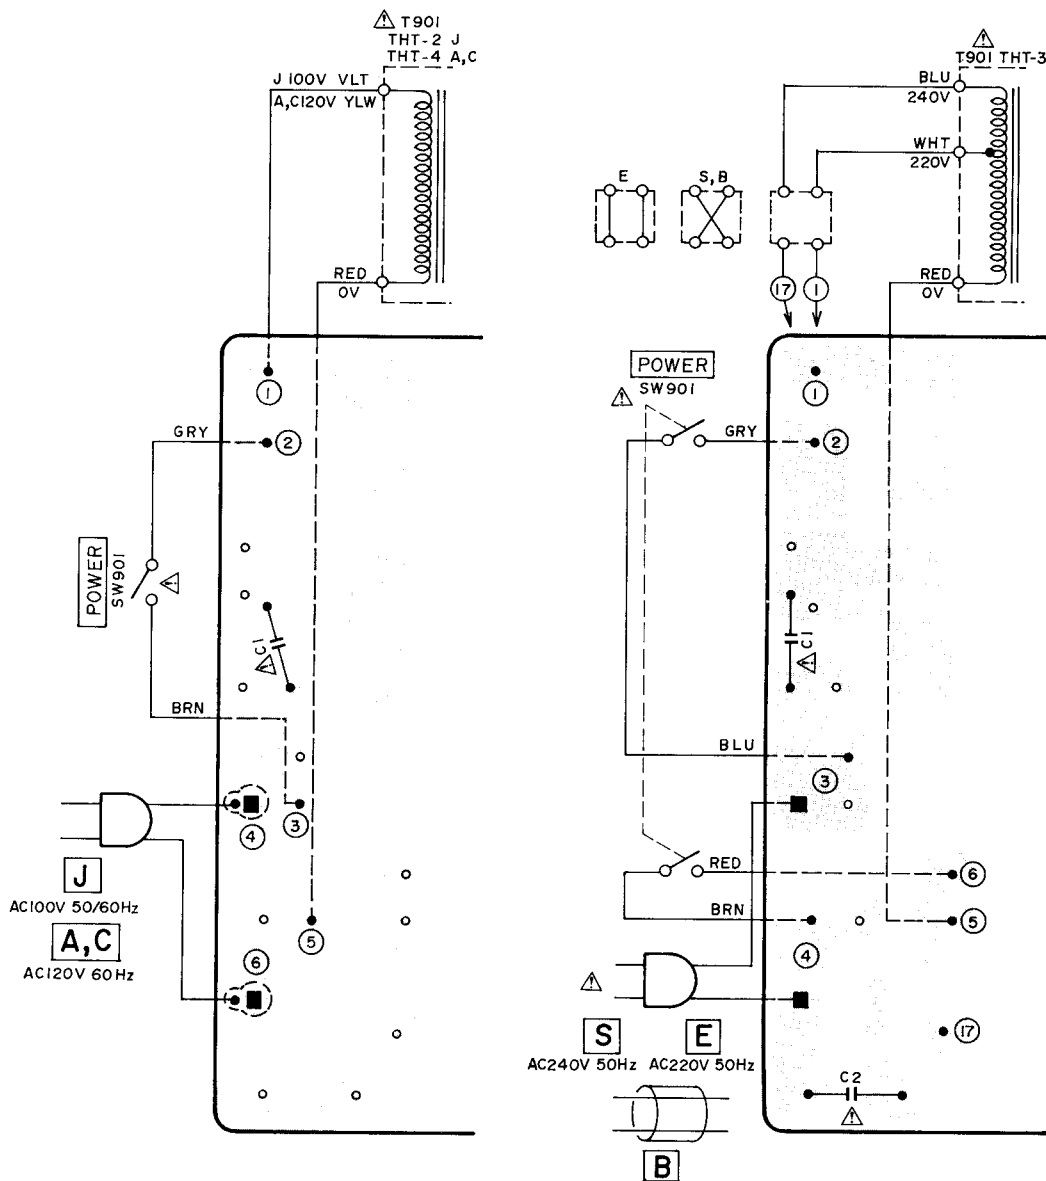 T901
THT-2 J
THT-4 A,C
J 100V VLT
A,C120V YLW
RED
0V
1
GRY
2
POWER
SW901
C1
BRN
4
3
J
AC100V 50/60Hz
A,C
AC120V 60Hz
5
6
T901 THT-3
BLU
240V
WHT
220V
E
S,B
RED
0V
17
1
POWER
SW901
1
GRY
2
C1
BLU
3
RED
6
BRN
5
4
S
E
AC240V 50Hz
AC220V 50Hz
17
C2
B